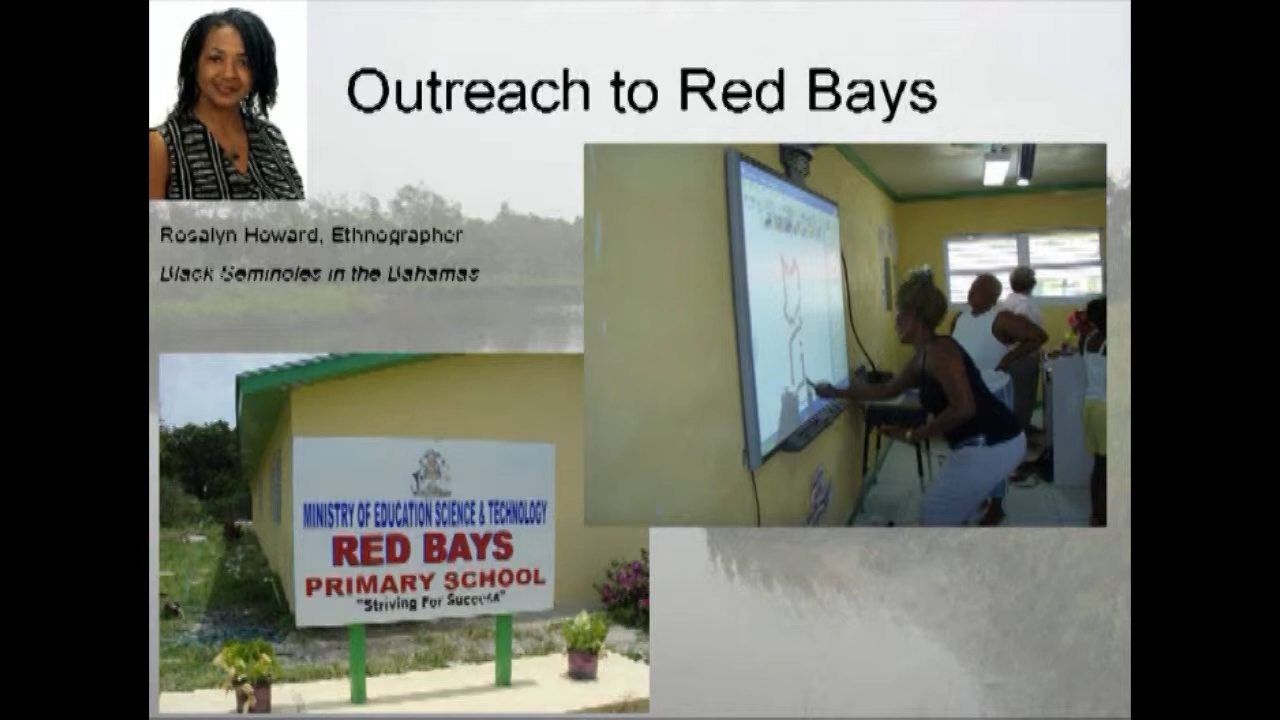 Outreach to Red Bays
Rosalyn Howard, Ethnographer
Black Seminoles in the Bahamas
MINISTRY OF EDUCATION SCIENCE & TECHNOLOGY
RED BAYS
PRIMARY SCHOOL
"Striving For Success"